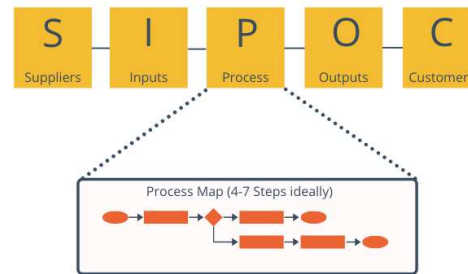 S I P O C
Suppliers Inputs Process Outputs Customer
Process Map (4-7 Steps ideally)